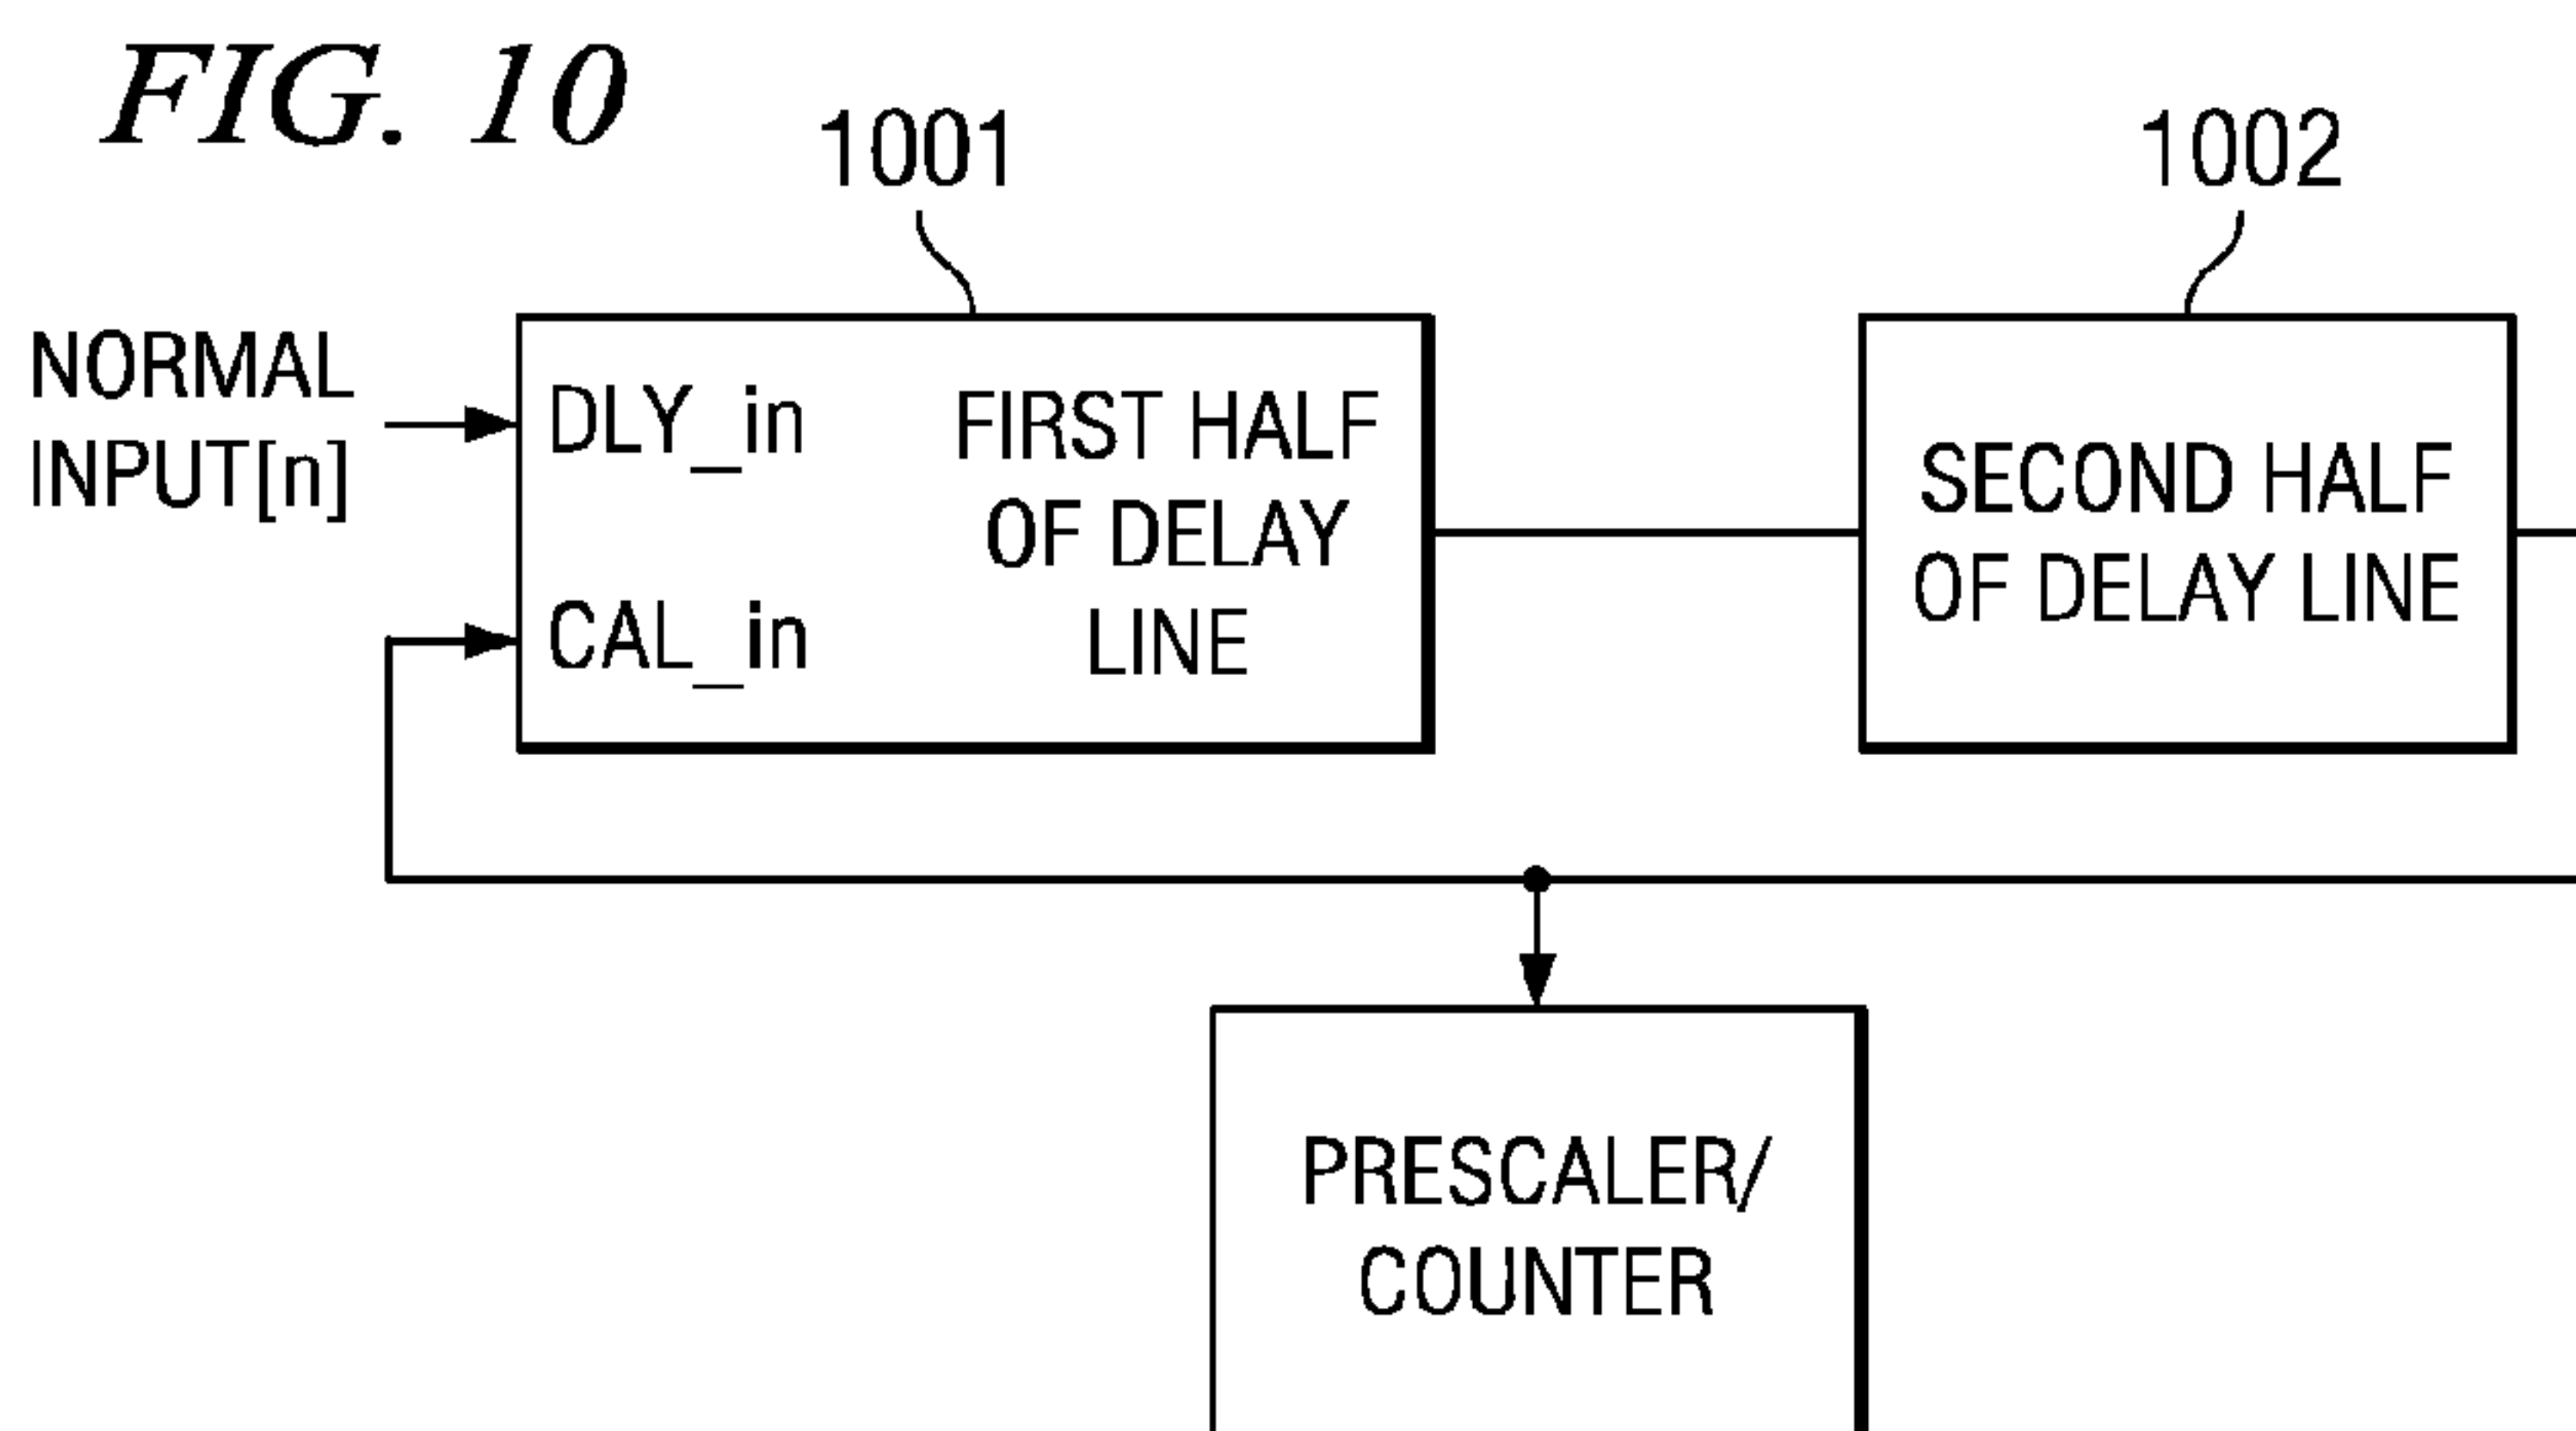 FIG. 10
1001
1002
NORMAL
INPUT[n]
DLY_in
CAL_in
FIRST HALF
OF DELAY
LINE
SECOND HALF
OF DELAY LINE
PRESCALER/
COUNTER